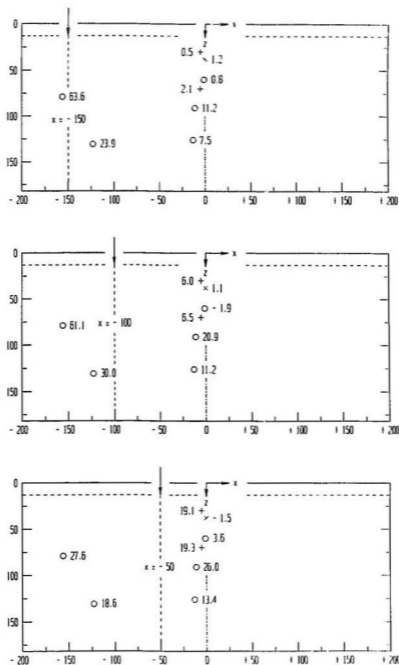 0
x
z
0.5 +
× 1.2
50
○ 0.8
2.1 +
○ 63.6
○ 11.2
100
x = - 150
○ 23.9
○ 7.5
150
- 200 - 150 - 100 - 50 0 + 50 + 100 + 150 + 200
0
x
z
6.0 +
× 1.1
50
○ - 1.9
6.5 +
○ 61.1
x = - 100
○ 20.9
100
○ 30.0
○ 11.2
150
- 200 - 150 - 100 - 50 0 + 50 + 100 + 150 + 200
0
x
z
19.1 +
× - 1.5
50
○ 3.6
19.3 +
○ 27.6
x = - 50
○ 26.0
100
○ 18.6
○ 13.4
150
- 200 - 150 - 100 - 50 0 + 50 + 100 + 150 + 200